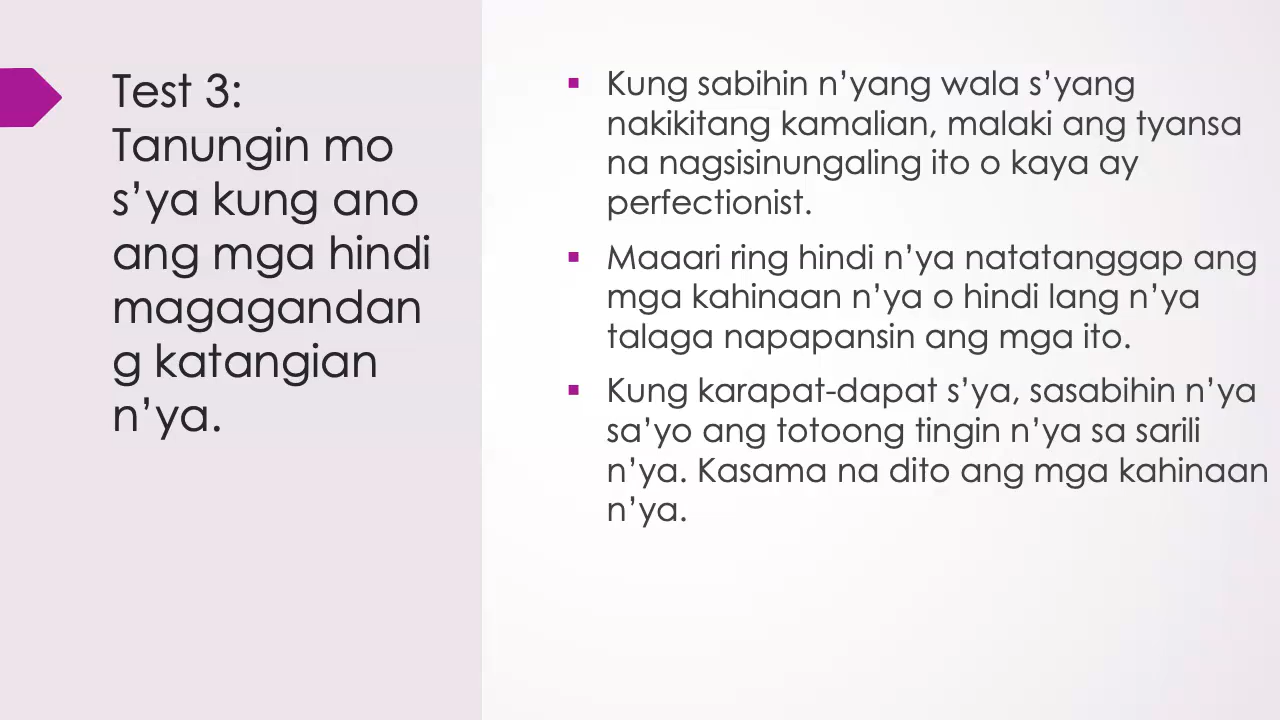 Test 3:
Tanungin mo
s’ya kung ano
ang mga hindi
magagandan
g katangian
n’ya.
▪ Kung sabihin n’yang wala s’yang
nakikitang kamalian, malaki ang tyansa
na nagsisinungaling ito o kaya ay
perfectionist.
▪ Maaari ring hindi n’ya natatanggap ang
mga kahinaan n’ya o hindi lang n’ya
talaga napapansin ang mga ito.
▪ Kung karapat-dapat s’ya, sasabihin n’ya
sa’yo ang totoong tingin n’ya sa sarili
n’ya. Kasama na dito ang mga kahinaan
n’ya.